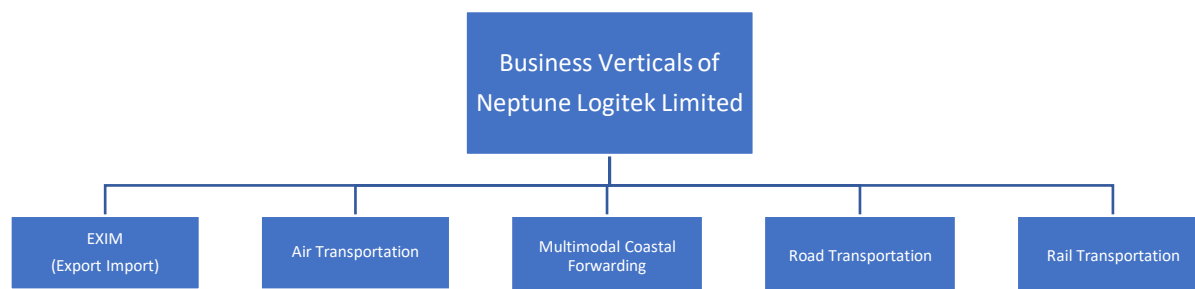 Business Verticals of
Neptune Logitek Limited
EXIM
(Export Import)
Air Transportation
Multimodal Coastal
Forwarding
Road Transportation
Rail Transportation